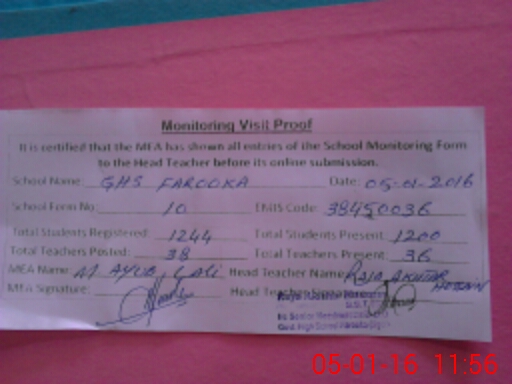 Monitoring Visit Proof
It is certified that the MEA has shown all entries of the School Monitoring Form
to the Head Teacher before its online submission.
School Name: GHS FAROOKA Date: 05-01-2016
School Form No: 10 EMIS Code: 38450036
Total Students Registered: 1244 Total Students Present: 1200
Total Teachers Posted: 38 Total Teachers Present: 36
MEA Name: M AYUB Head Teacher Name: RAJA AKHTAR
HUSSAIN
MEA Signature: Head Teacher
05-01-16 11:56